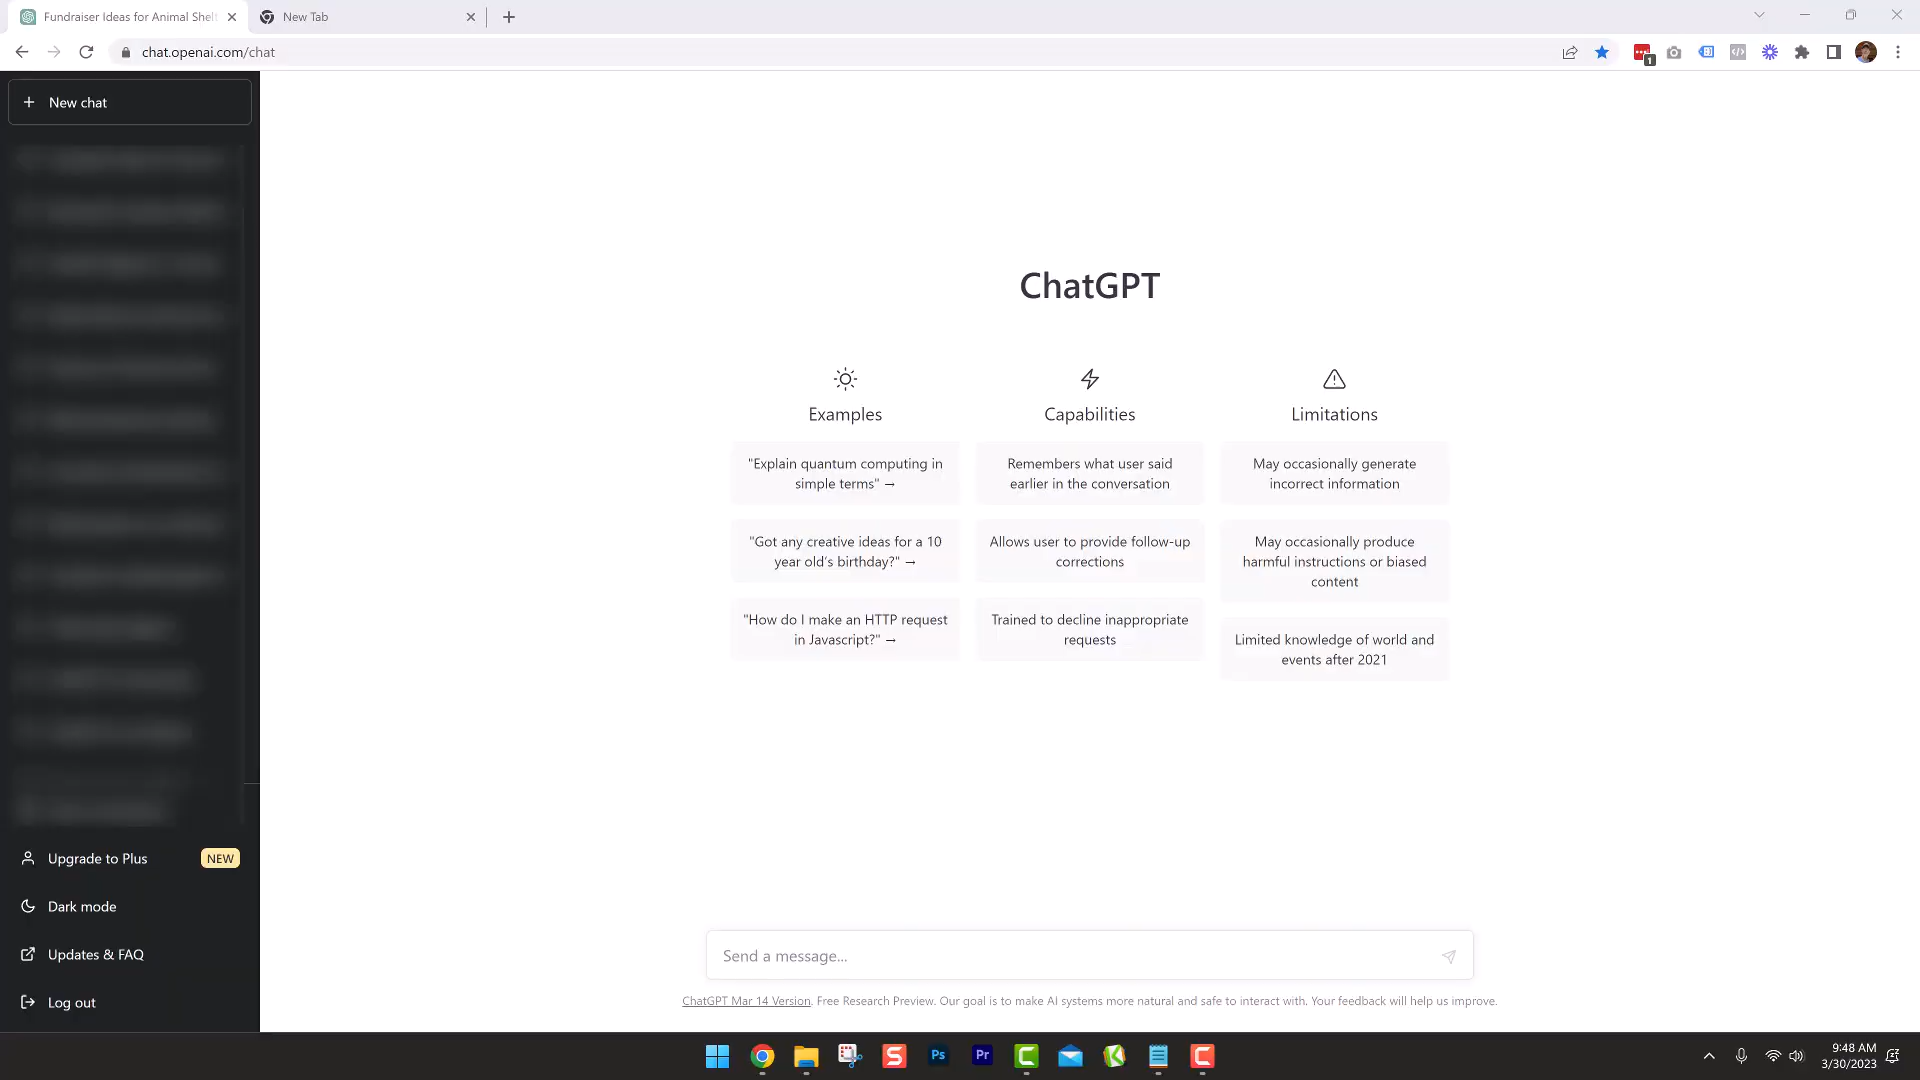 Fundraiser Ideas for Animal Shelt
New Tab
chat.openai.com/chat
1
New chat
ChatGPT
Examples
Capabilities
Limitations
"Explain quantum computing in
simple terms" →
Remembers what user said
earlier in the conversation
May occasionally generate
incorrect information
"Got any creative ideas for a 10
year old's birthday?" →
Allows user to provide follow-up
corrections
May occasionally produce
harmful instructions or biased
content
"How do I make an HTTP request
in Javascript?" →
Trained to decline inappropriate
requests
Limited knowledge of world and
events after 2021
Upgrade to Plus
NEW
Dark mode
Updates & FAQ
Log out
Send a message...
ChatGPT Mar 14 Version. Free Research Preview. Our goal is to make AI systems more natural and safe to interact with. Your feedback will help us improve.
S
Ps
Pr
C
K
C
9:48 AM
3/30/2023